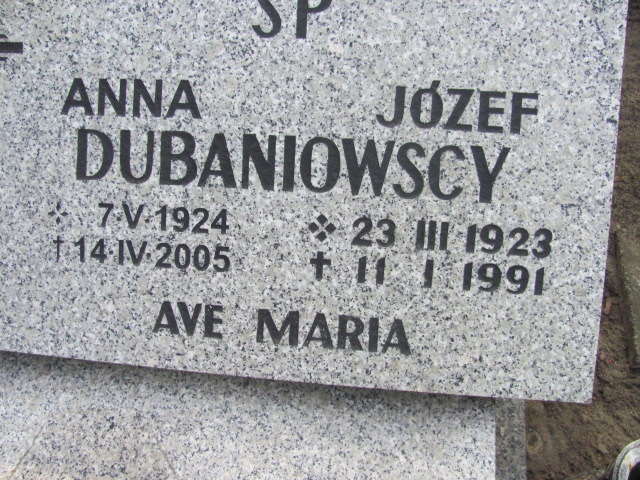 SP
ANNA JÓZEF
DUBANIOWSCY
7·V·1924 23 III 1923
† 14·IV·2005 † 11 I 1991
AVE MARIA